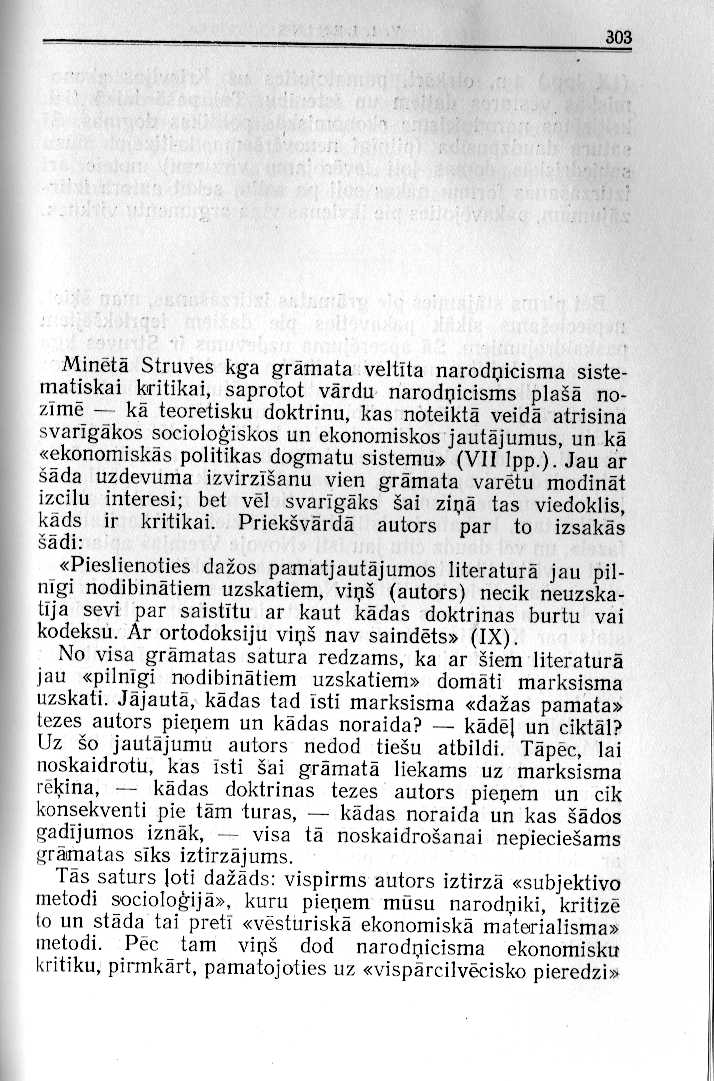 303
Minētā Struves kga grāmata veltīta narodņicisma siste-
matiskai kritikai, saprotot vārdu narodņicisms plašā no-
zīmē — kā teoretisku doktrinu, kas noteiktā veidā atrisina
svarīgākos socioloģiskos un ekonomiskos jautājumus, un kā
«ekonomiskās politikas dogmatu sistemu» (VII lpp.). Jau ar
šāda uzdevuma izvirzīšanu vien grāmata varētu modināt
izcilu interesi; bet vēl svarīgāks šai ziņā tas viedoklis,
kāds ir kritikai. Priekšvārdā autors par to izsakās
šādi:
«Pieslienoties dažos pamatjautājumos literaturā jau pil-
nīgi nodibinātiem uzskatiem, viņš (autors) necik neuzska-
tīja sevi par saistītu ar kaut kādas doktrinas burtu vai
kodeksu. Ar ortodoksiju viņš nav saindēts» (IX).
No visa grāmatas satura redzams, ka ar šiem literaturā
jau «pilnīgi nodibinātiem uzskatiem» domāti marksisma
uzskati. Jājautā, kādas tad īsti marksisma «dažas pamata»
tezes autors pieņem un kādas noraida? — kādēļ un ciktāl?
Uz šo jautājumu autors nedod tiešu atbildi. Tāpēc, lai
noskaidrotu, kas īsti šai grāmatā liekams uz marksisma
rēķina, — kādas doktrinas tezes autors pieņem un cik
konsekventi pie tām turas, — kādas noraida un kas šādos
gadījumos iznāk, — visa tā noskaidrošanai nepieciešams
grāmatas sīks iztirzājums.
Tās saturs ļoti dažāds: vispirms autors iztirzā «subjektivo
metodi socioloģijā», kuru pieņem mūsu narodņiki, kritizē
to un stāda tai pretī «vēsturiskā ekonomiskā materialisma»
metodi. Pēc tam viņš dod narodņicisma ekonomisku
kritiku, pirmkārt, pamatojoties uz «vispārcilvēcisko pieredzi»